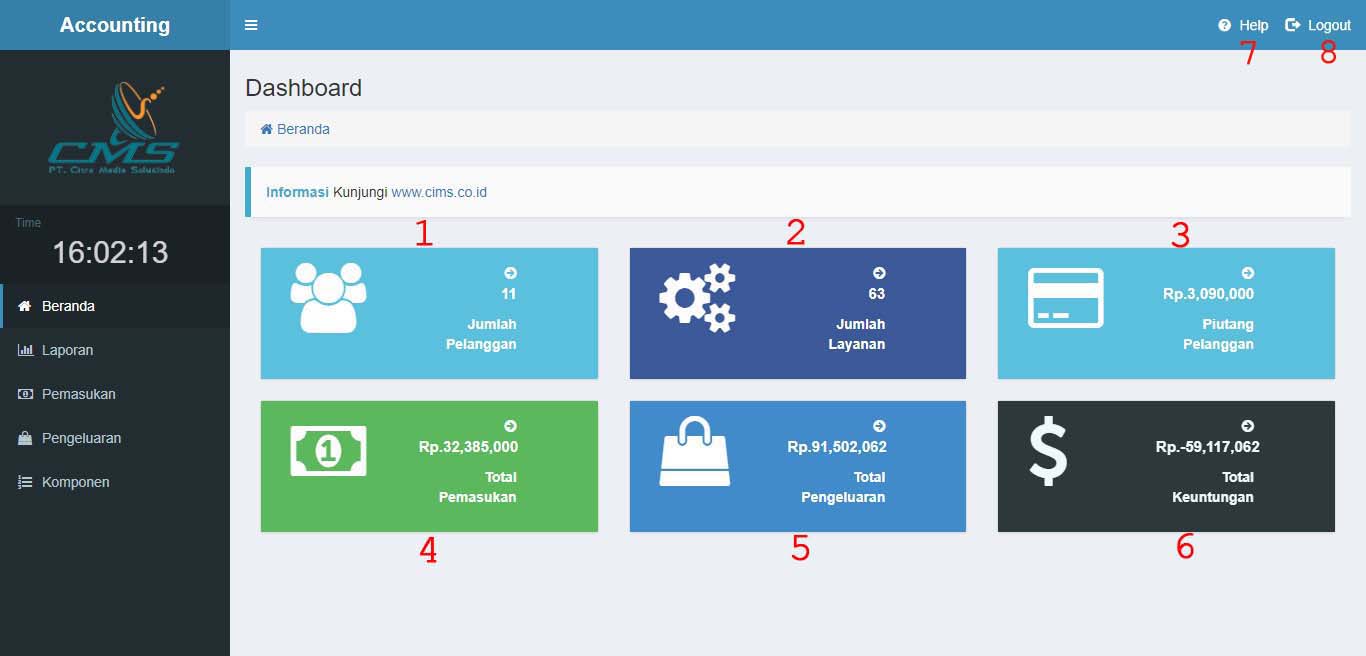 Accounting
Help
Logout
7
8
CMS
PT. Citra Media Solusindo
Time
16:02:13
Beranda
Laporan
Pemasukan
Pengeluaran
Komponen
Dashboard
Beranda
Informasi Kunjungi www.cims.co.id
1
2
3
11
Jumlah
Pelanggan
63
Jumlah
Layanan
Rp.3,090,000
Piutang
Pelanggan
1
Rp.32,385,000
Total
Pemasukan
Rp.91,502,062
Total
Pengeluaran
$
Rp.-59,117,062
Total
Keuntungan
4
5
6